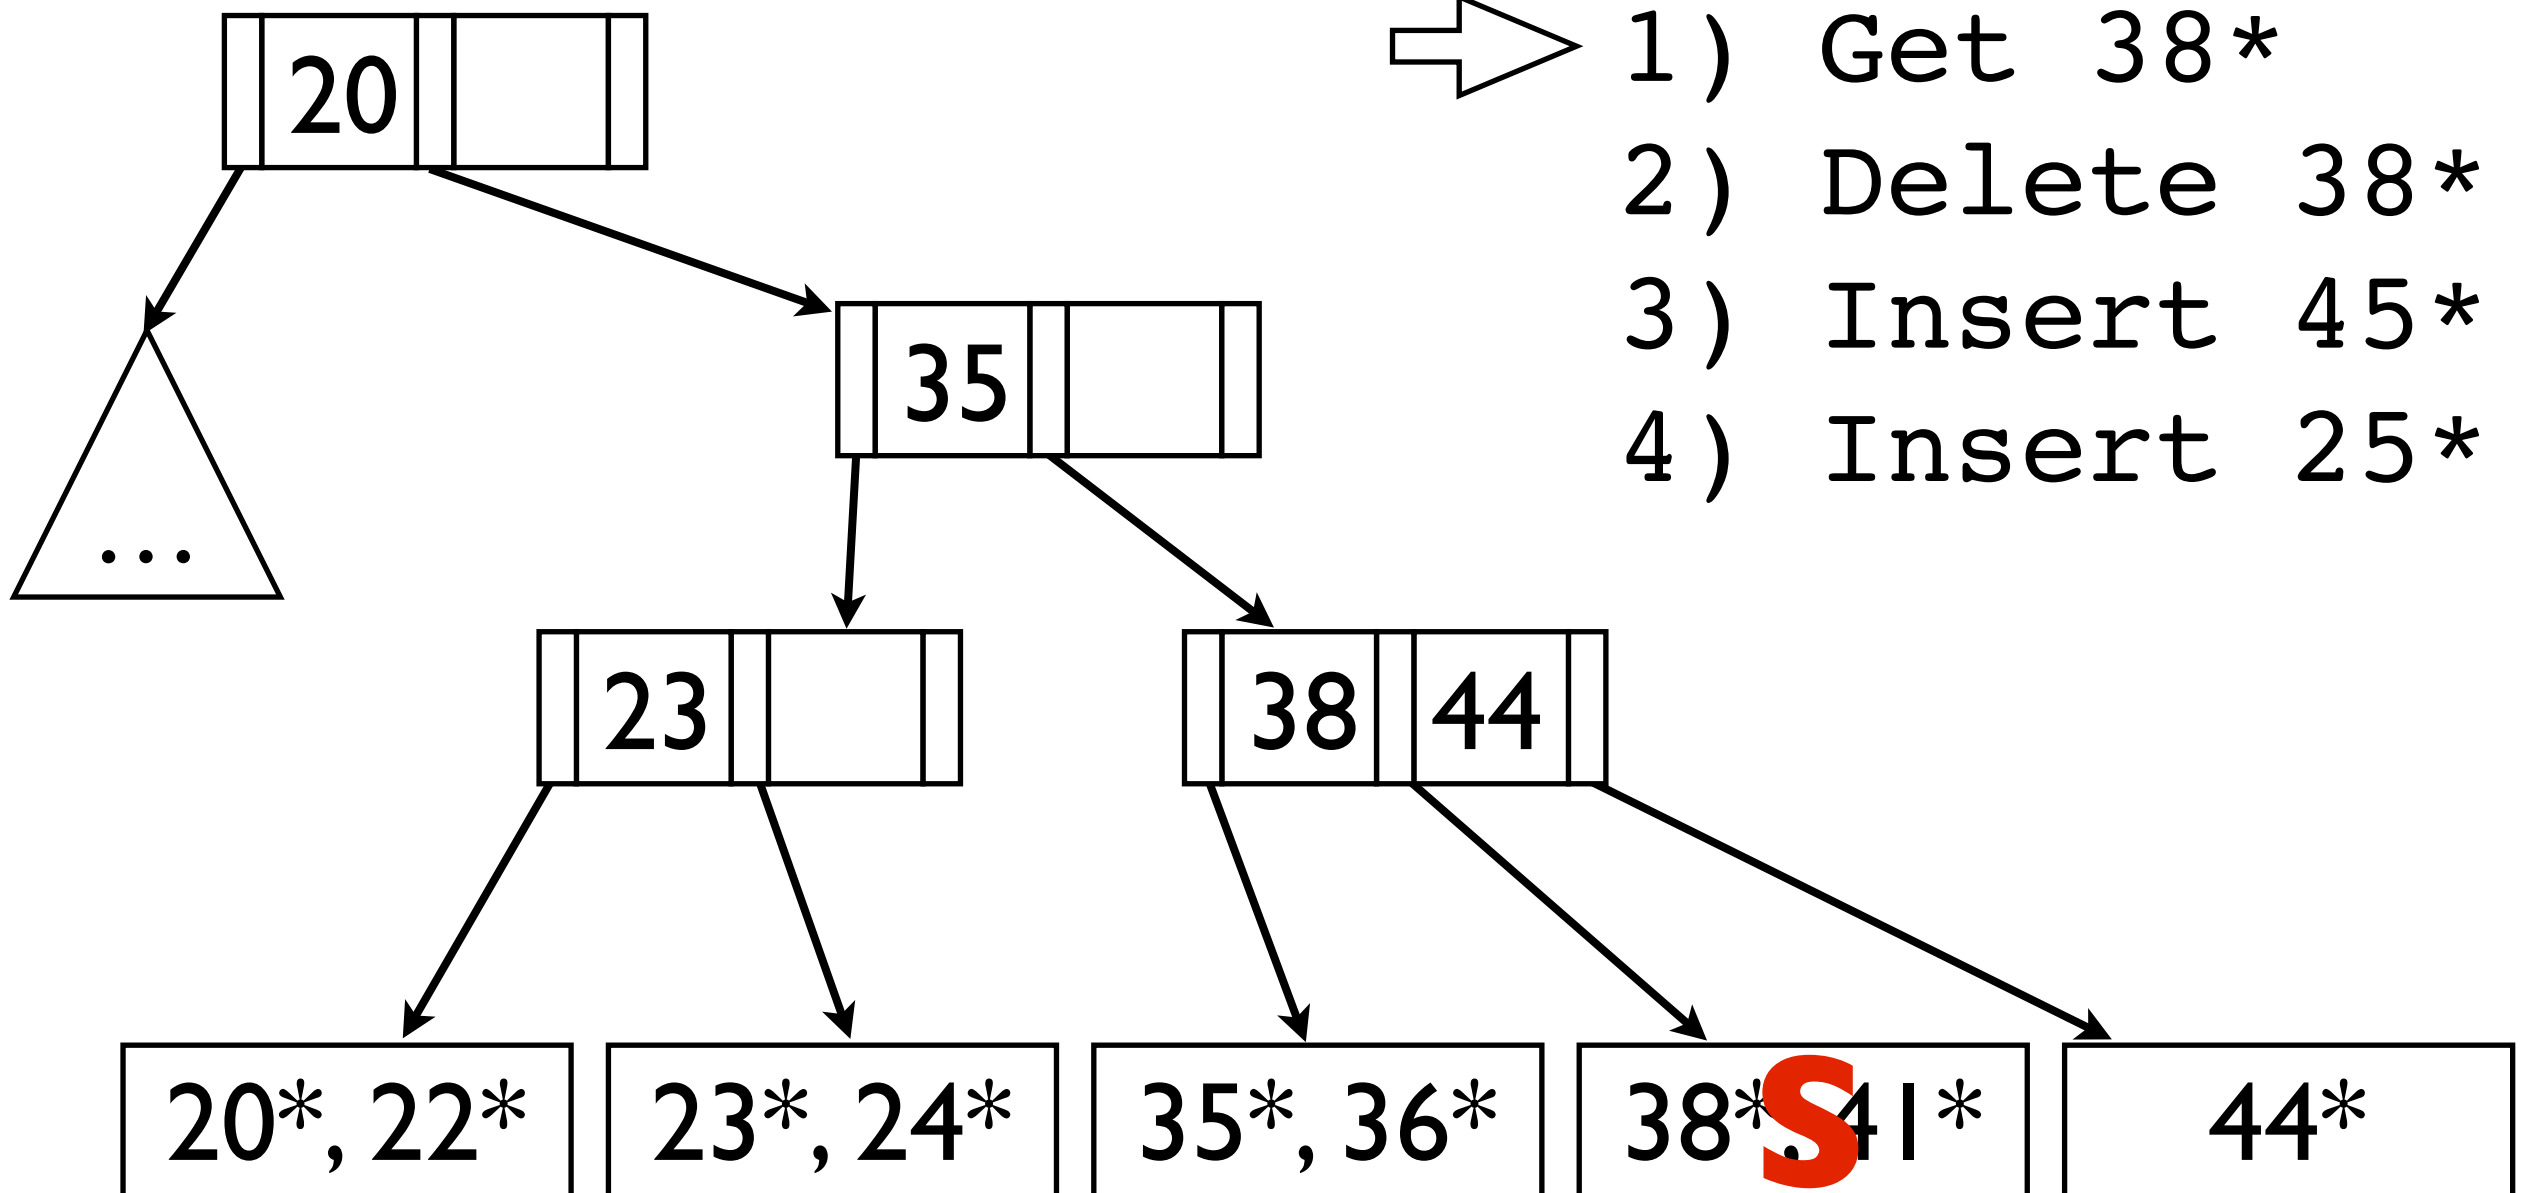 20
1) Get 38*
2) Delete 38*
3) Insert 45*
4) Insert 25*
35
...
23
38 44
20*, 22*
23*, 24*
35*, 36*
38*, 41*
S
44*